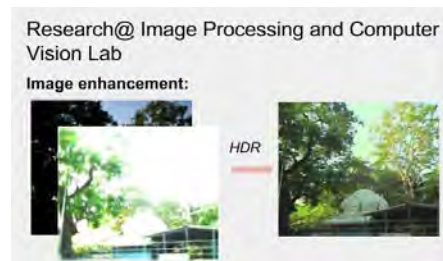 Research@ Image Processing and Computer
Vision Lab
Image enhancement:
HDR